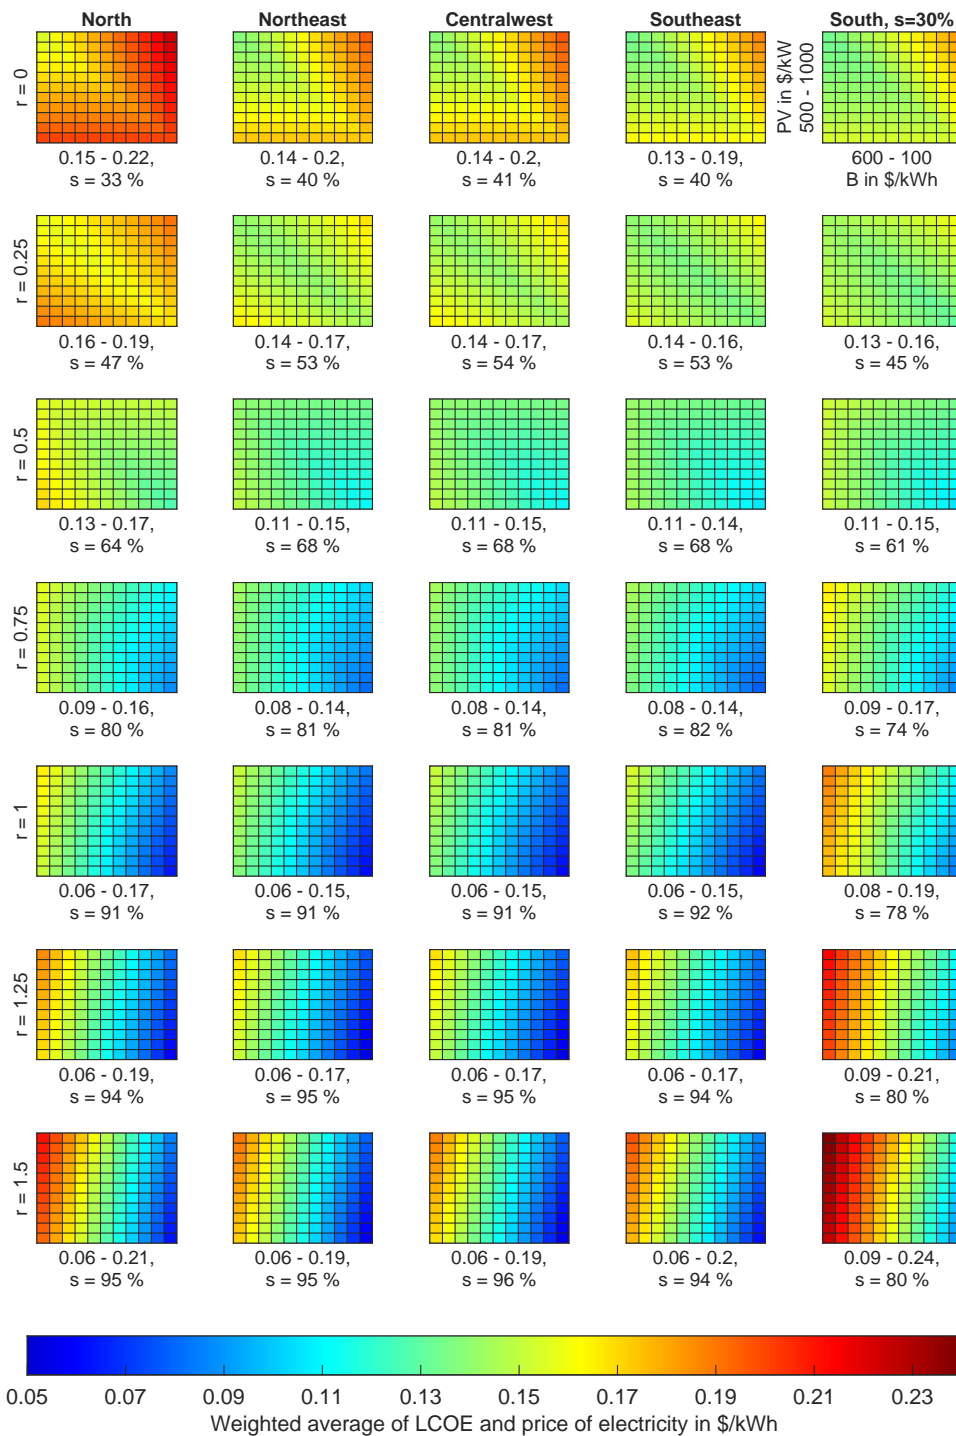 North Northeast Centralwest Southeast South, s=30%
r = 0
PV in $/kW
500 - 1000
0.15 - 0.22, 0.14 - 0.2, 0.14 - 0.2, 0.13 - 0.19, 600 - 100
s = 33 % s = 40 % s = 41 % s = 40 % B in $/kWh
r = 0.25
0.16 - 0.19, 0.14 - 0.17, 0.14 - 0.17, 0.14 - 0.16, 0.13 - 0.16,
s = 47 % s = 53 % s = 54 % s = 53 % s = 45 %
r = 0.5
0.13 - 0.17, 0.11 - 0.15, 0.11 - 0.15, 0.11 - 0.14, 0.11 - 0.15,
s = 64 % s = 68 % s = 68 % s = 68 % s = 61 %
r = 0.75
0.09 - 0.16, 0.08 - 0.14, 0.08 - 0.14, 0.08 - 0.14, 0.09 - 0.17,
s = 80 % s = 81 % s = 81 % s = 82 % s = 74 %
r = 1
0.06 - 0.17, 0.06 - 0.15, 0.06 - 0.15, 0.06 - 0.15, 0.08 - 0.19,
s = 91 % s = 91 % s = 91 % s = 92 % s = 78 %
r = 1.25
0.06 - 0.19, 0.06 - 0.17, 0.06 - 0.17, 0.06 - 0.17, 0.09 - 0.21,
s = 94 % s = 95 % s = 95 % s = 94 % s = 80 %
r = 1.5
0.06 - 0.21, 0.06 - 0.19, 0.06 - 0.19, 0.06 - 0.2, 0.09 - 0.24,
s = 95 % s = 95 % s = 96 % s = 94 % s = 80 %
0.05 0.07 0.09 0.11 0.13 0.15 0.17 0.19 0.21 0.23
Weighted average of LCOE and price of electricity in $/kWh